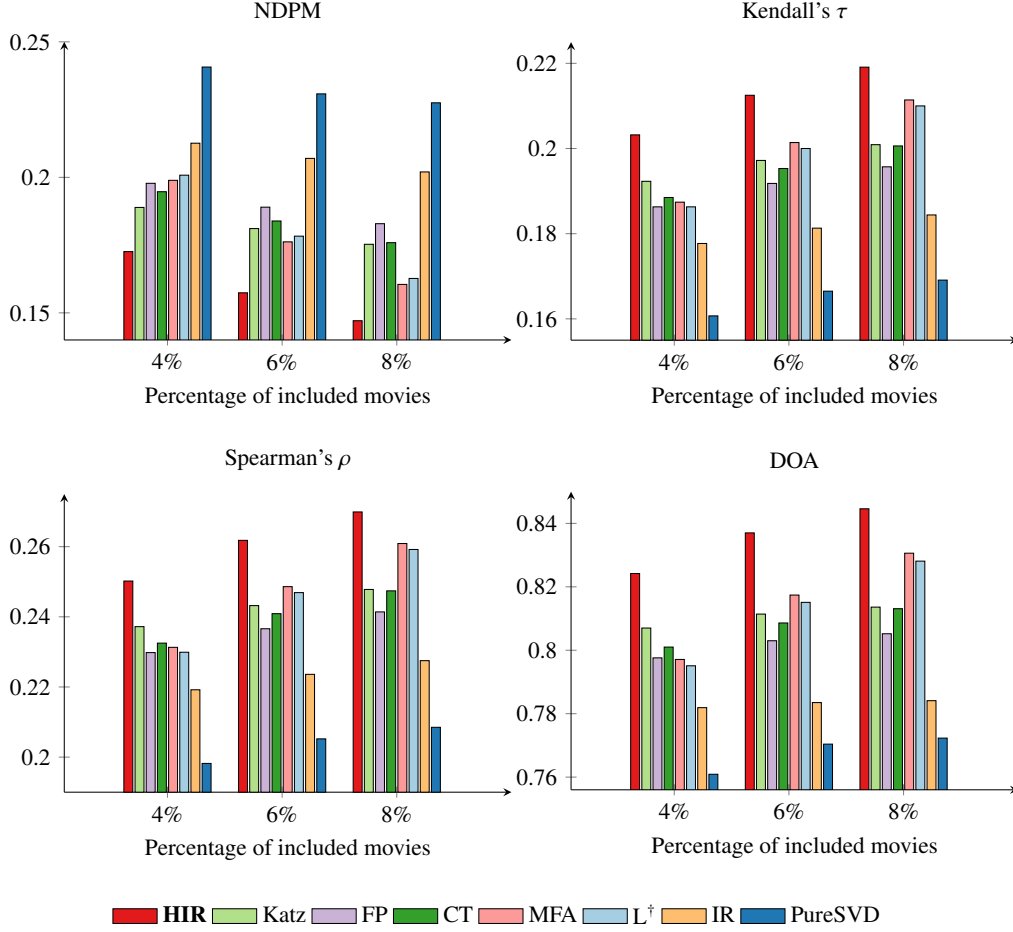 NDPM
0.25
0.2
0.15
4% 6% 8%
Percentage of included movies
Kendall's τ
0.22
0.2
0.18
0.16
4% 6% 8%
Percentage of included movies
Spearman's ρ
0.26
0.24
0.22
0.2
4% 6% 8%
Percentage of included movies
DOA
0.84
0.82
0.8
0.78
0.76
4% 6% 8%
Percentage of included movies
HIR Katz FP CT MFA L† IR PureSVD